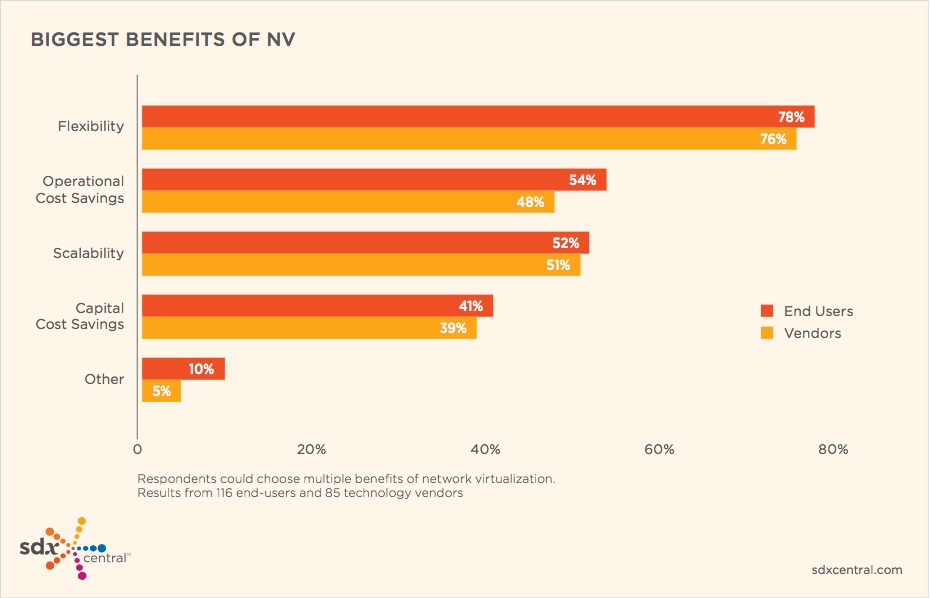 BIGGEST BENEFITS OF NV
Flexibility
78%
76%
Operational
Cost Savings
54%
48%
Scalability
52%
51%
Capital
Cost Savings
41%
39%
End Users
Vendors
Other
10%
5%
0 20% 40% 60% 80%
Respondents could choose multiple benefits of network virtualization.
Results from 116 end-users and 85 technology vendors
sdx
central™
sdxcentral.com